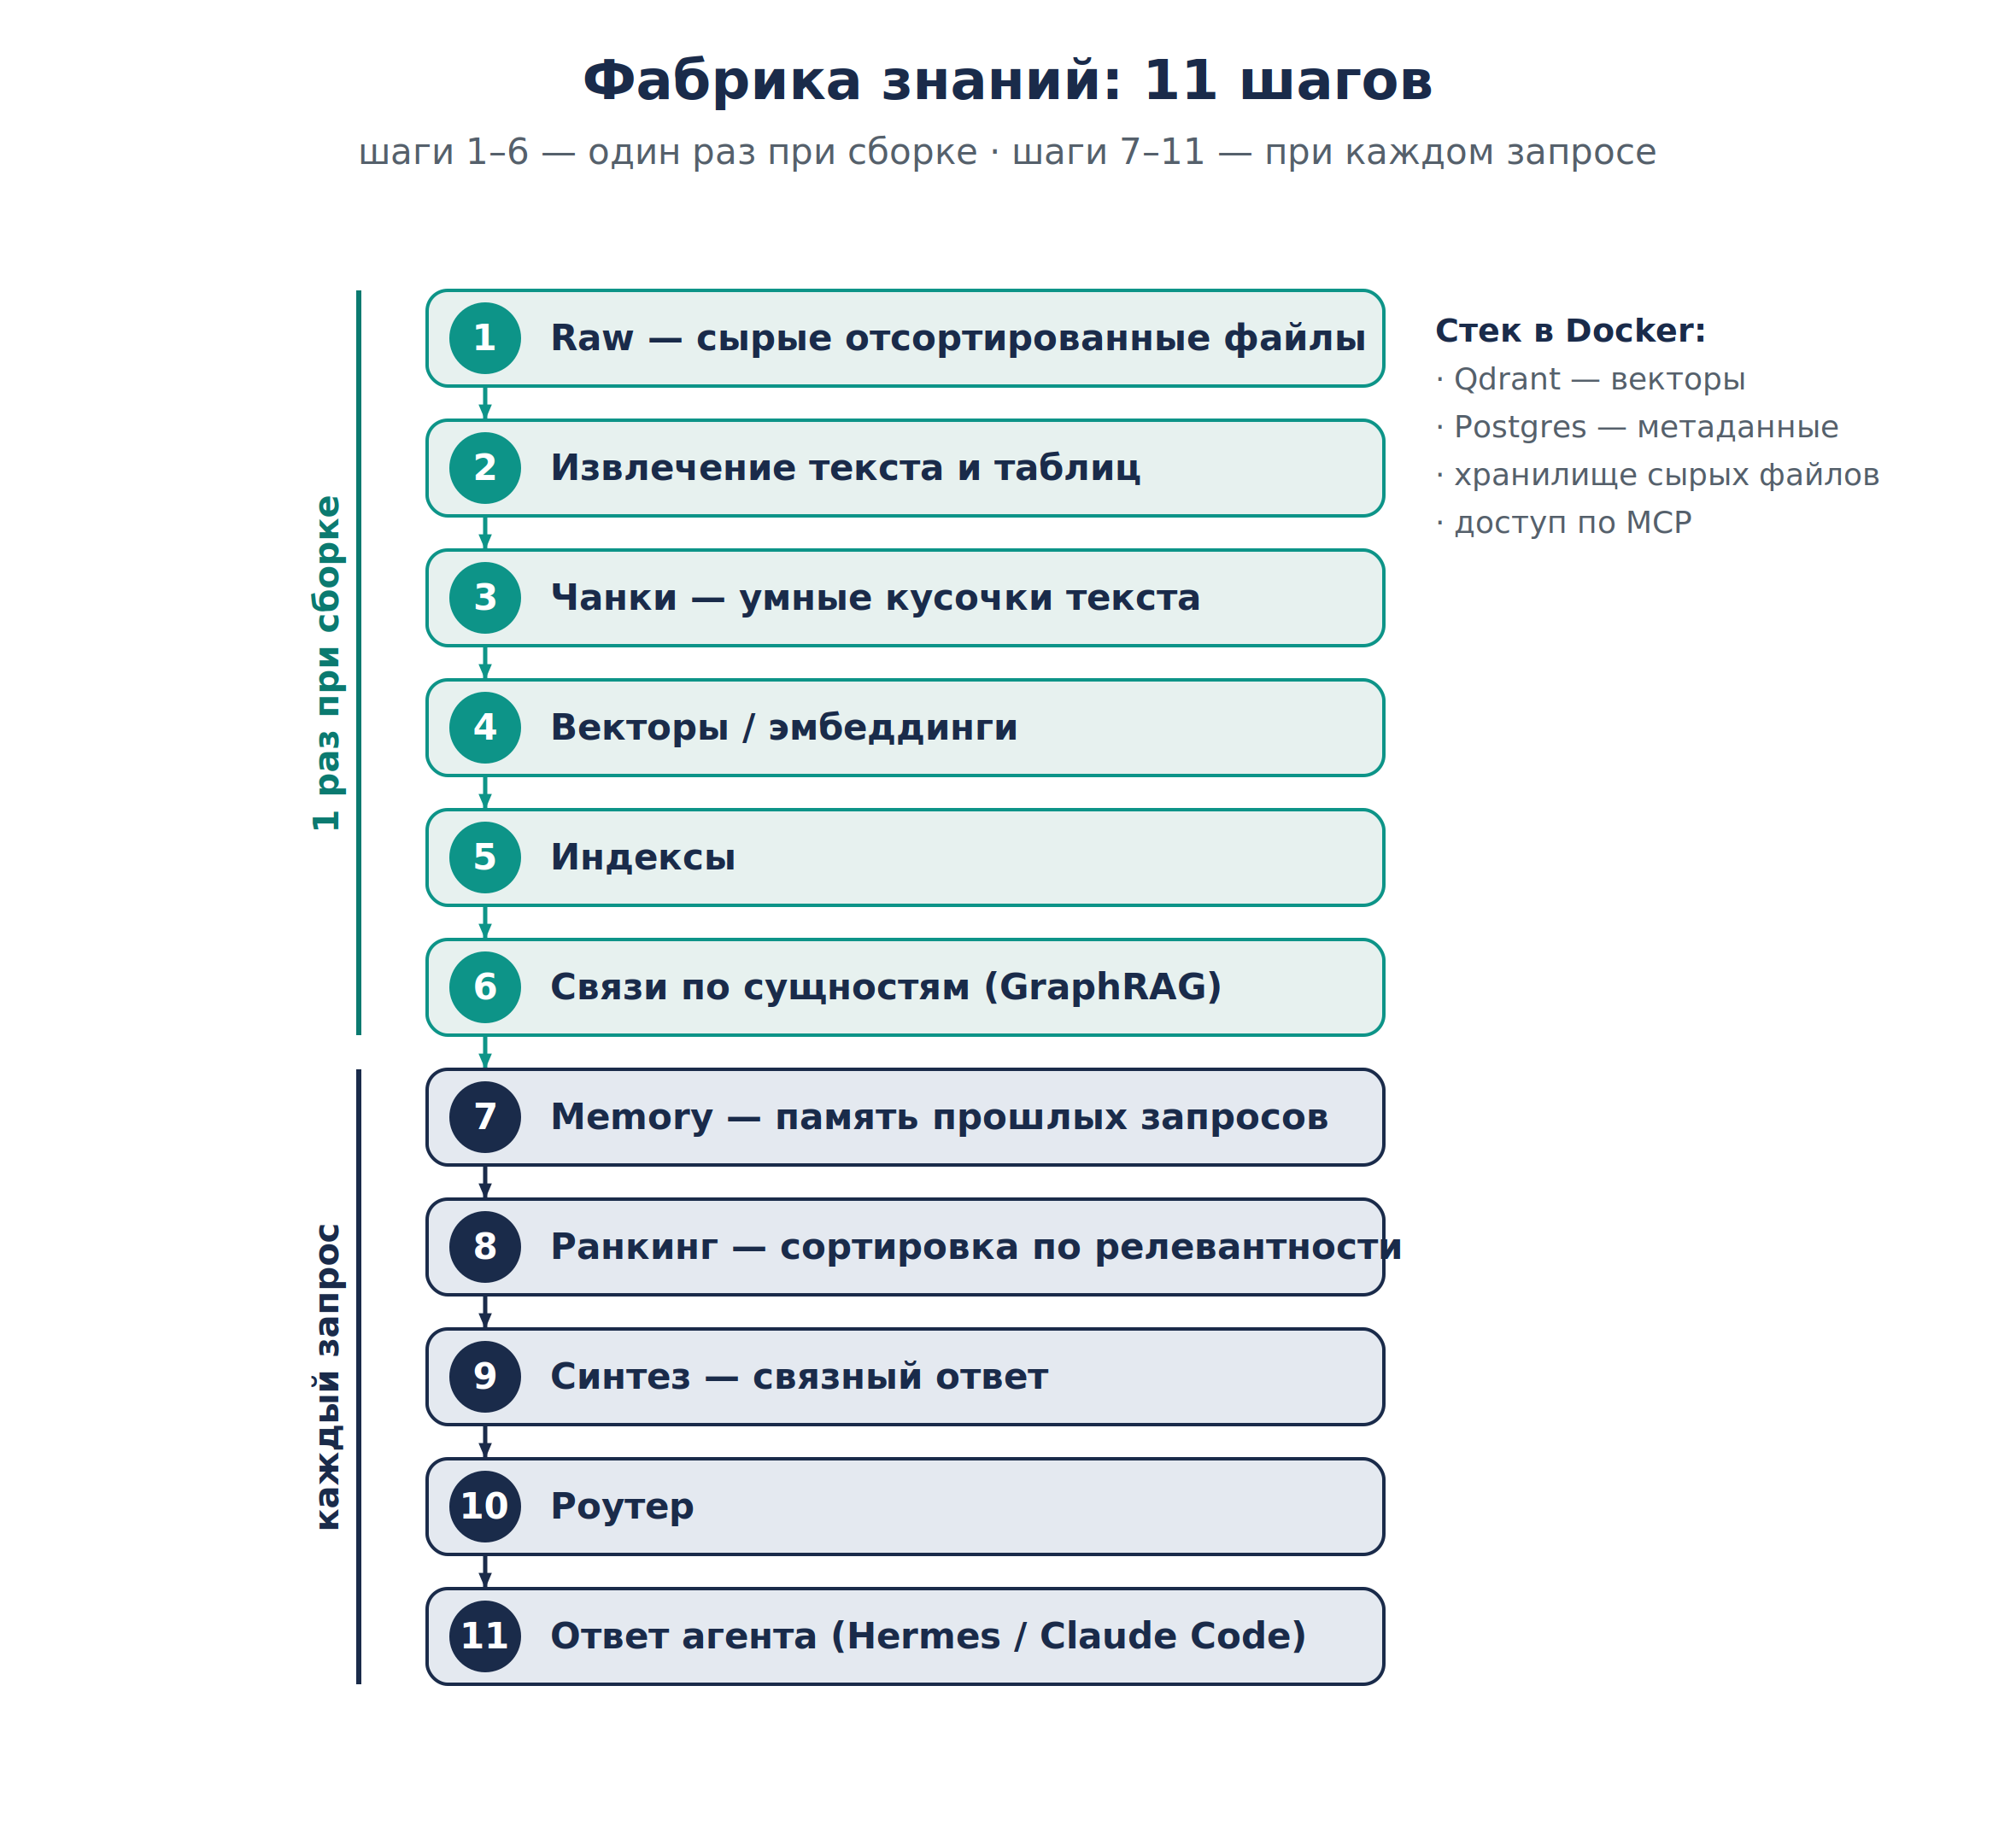 Фабрика знаний: 11 шагов
шаги 1–6 — один раз при сборке · шаги 7–11 — при каждом запросе
1 раз при сборке
1 Raw — сырые отсортированные файлы
2 Извлечение текста и таблиц
3 Чанки — умные кусочки текста
4 Векторы / эмбеддинги
5 Индексы
6 Связи по сущностям (GraphRAG)
каждый запрос
7 Memory — память прошлых запросов
8 Ранкинг — сортировка по релевантности
9 Синтез — связный ответ
10 Роутер
11 Ответ агента (Hermes / Claude Code)
Стек в Docker:
· Qdrant — векторы
· Postgres — метаданные
· хранилище сырых файлов
· доступ по MCP